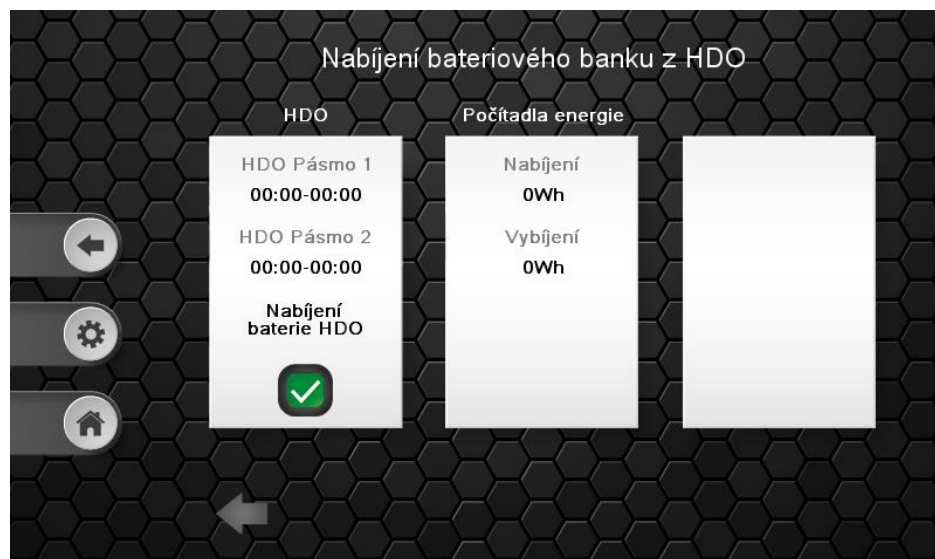 Nabíjení bateriového banku z HDO
HDO
HDO Pásmo 1
00:00-00:00
HDO Pásmo 2
00:00-00:00
Nabíjení
baterie HDO
Počítadla energie
Nabíjení
0Wh
Vybíjení
0Wh